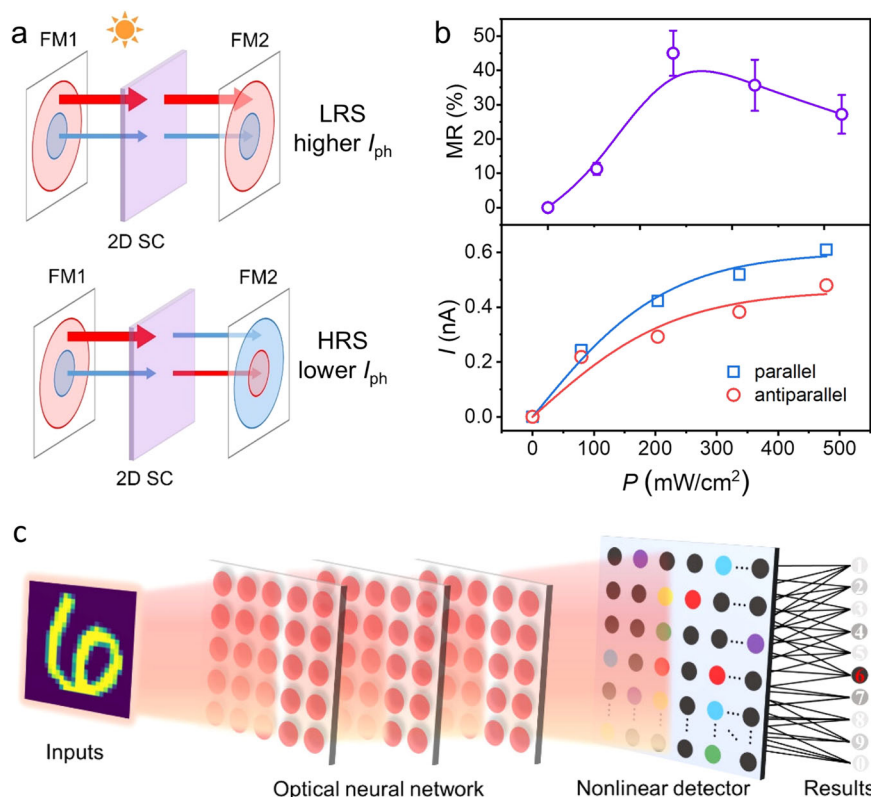 a
FM1
FM2
LRS
higher Iph
2D SC
FM1
FM2
HRS
lower Iph
2D SC
b
MR (%)
50
40
30
20
10
0
I (nA)
0.6
0.4
0.2
0.0
parallel
antiparallel
0 100 200 300 400 500
P (mW/cm²)
c
1
2
3
4
5
6
7
8
9
0
Inputs
Optical neural network
Nonlinear detector
Results